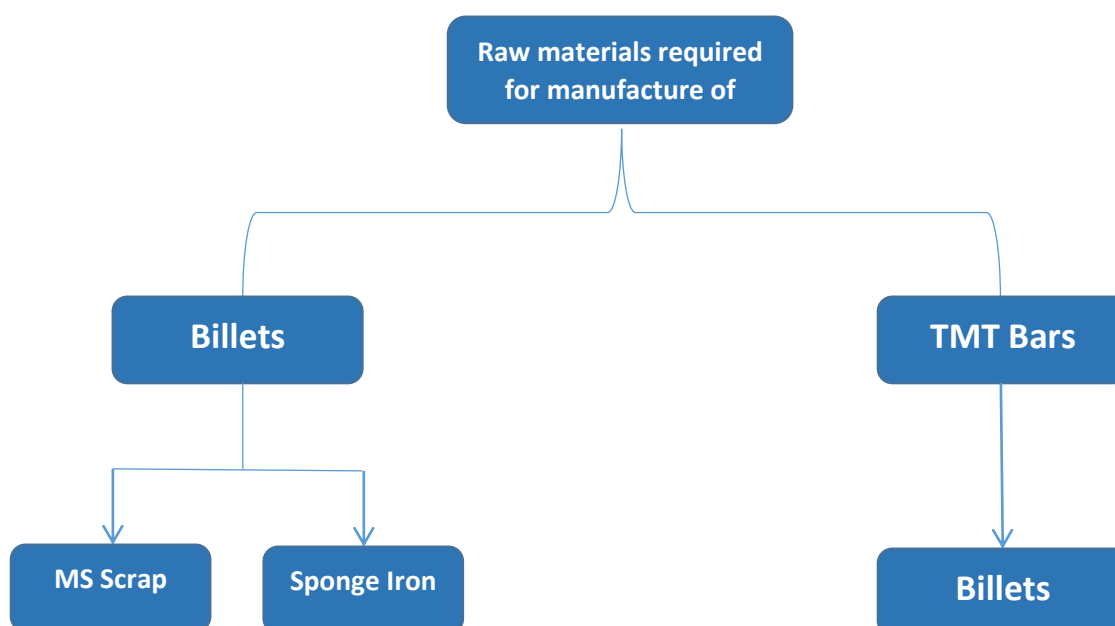 Raw materials required
for manufacture of
Billets
TMT Bars
MS Scrap
Sponge Iron
Billets